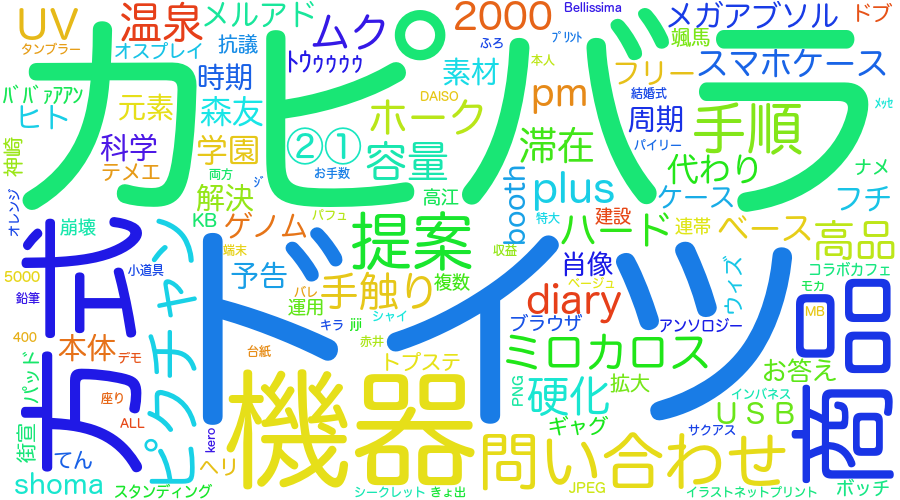 UV
温泉
メルアド
2000
Bellissima
メガアブソル
ドブ
タンブラー
オスプレイ
抗議
ムク
ふろ
プリント
颯馬
トゥゥゥゥゥ
カピバラ
時期
素材
本人
フリー
スマホケース
ババババァアアン
元素
DAISO
pm
結婚式
メッセ
ヒト
森友
ホーク
周期
手順
科学
学園
②①
容量
滞在
パイリー
神崎
テメエ
両方
お手数
代わり
ナメ
オレンジ
解決
ジ
高江
plus
ケース
フチ
KB
ゲノム
パフュ
提案
booth
特大
ハード
建設
連帯
ベース
高品
崩壊
方式
ピクチャン
端末
ドイツ
収益
5000
小道具
予告
バレ
手触り
複数
肖像
ベージュ
ウィズ
コラボカフェ
鉛筆
運用
シャイ
diary
モカ
400
キラ
jiji
ブラウザ
アンソロジー
MB
商品
本体
デモ
台紙
赤井
トプステ
ミロカロス
お答え
パッド
座り
機器
PNG
硬化
拡大
インバネス
街宣
ALL
kero
ギャグ
USB
サクアス
てん
ヘリ
問い合わせ
ボッチ
shoma
スタンディング
シークレット
きょ出
JPEG
イラストネットプリント